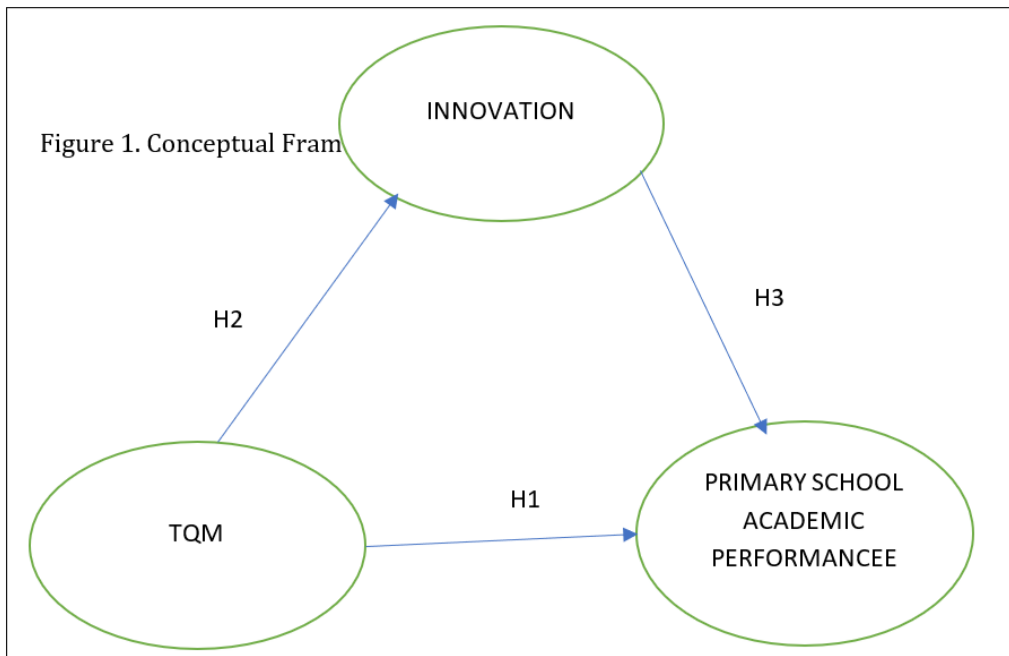 INNOVATION
Figure 1. Conceptual Fram
H2
H3
H1
TQM
PRIMARY SCHOOL
ACADEMIC
PERFORMANCEE